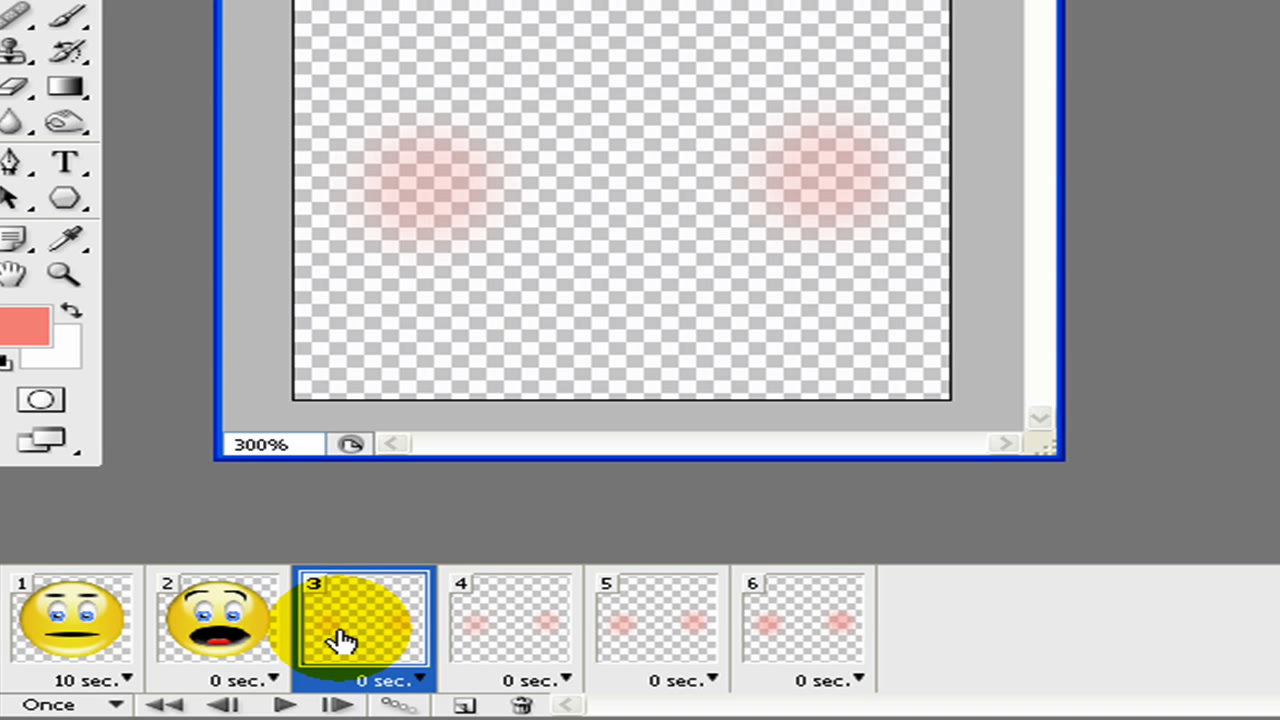 T
300%
1 2 3 4 5 6
10 sec. 0 sec. 0 sec. 0 sec. 0 sec. 0 sec.
Once